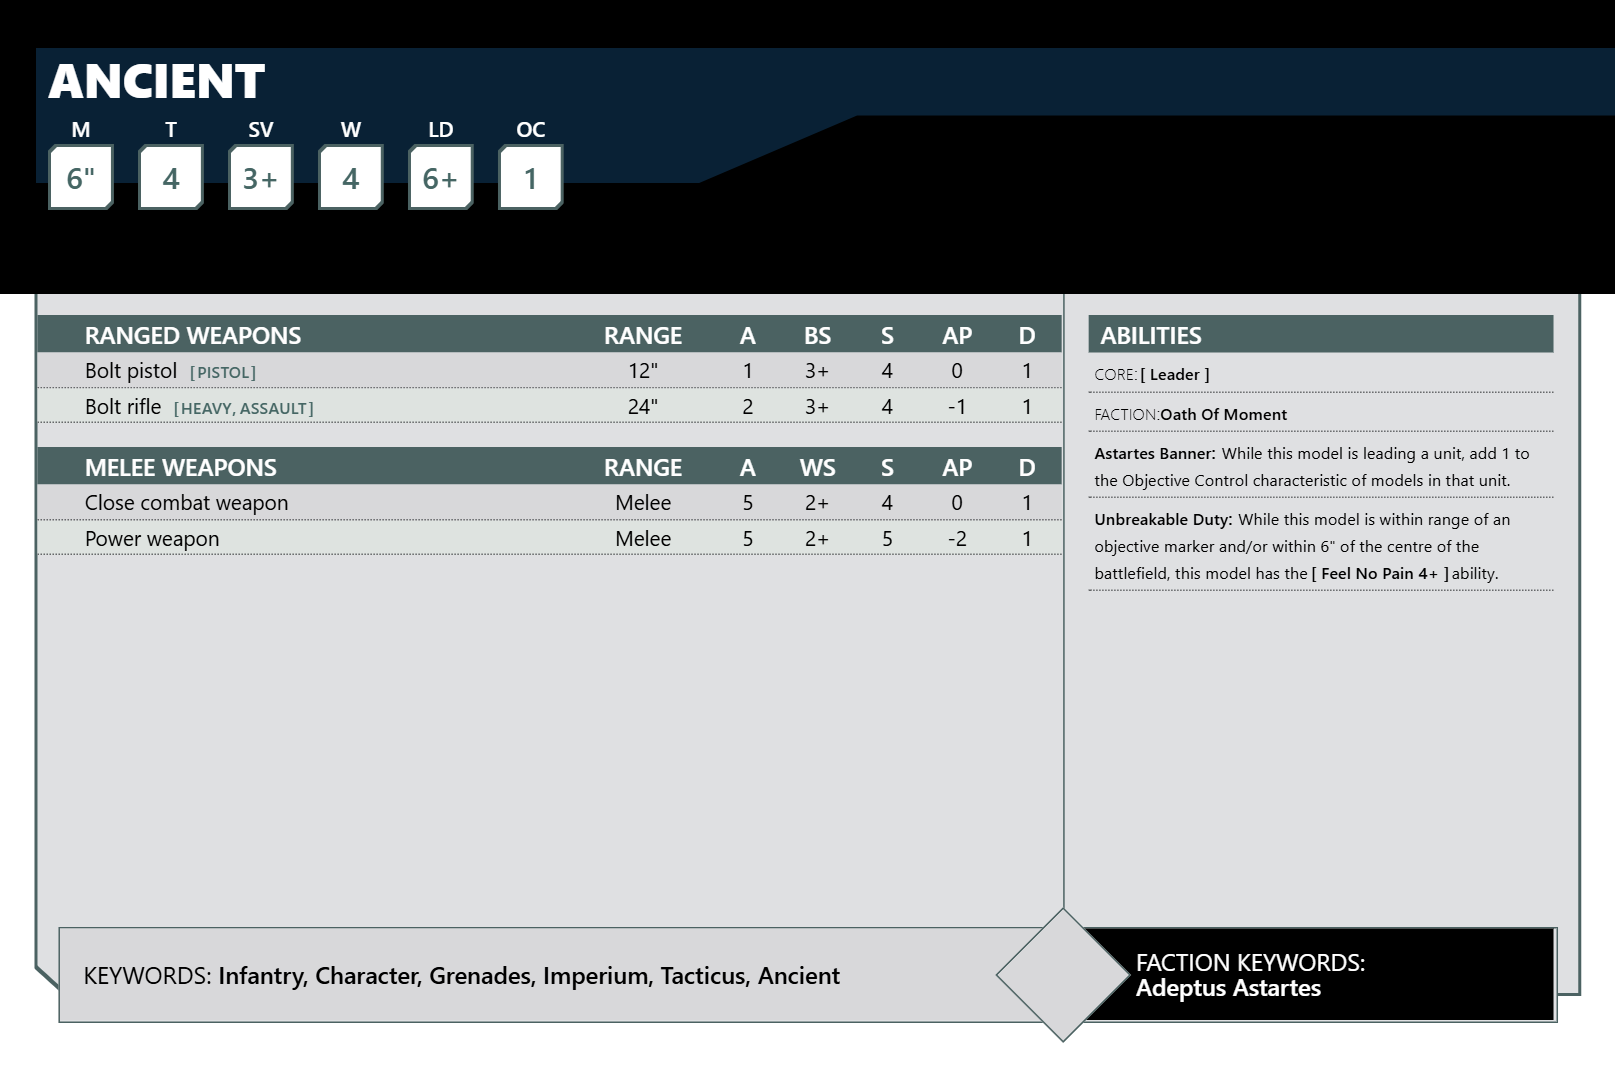 ANCIENT
M T SV W LD OC
6" 4 3+ 4 6+ 1
RANGED WEAPONS RANGE A BS S AP D
Bolt pistol [PISTOL] 12" 1 3+ 4 0 1
Bolt rifle [HEAVY, ASSAULT] 24" 2 3+ 4 -1 1
MELEE WEAPONS RANGE A WS S AP D
Close combat weapon Melee 5 2+ 4 0 1
Power weapon Melee 5 2+ 5 -2 1
ABILITIES
CORE: [ Leader ]
FACTION: Oath Of Moment
Astartes Banner: While this model is leading a unit, add 1 to
the Objective Control characteristic of models in that unit.
Unbreakable Duty: While this model is within range of an
objective marker and/or within 6" of the centre of the
battlefield, this model has the [ Feel No Pain 4+ ] ability.
KEYWORDS: Infantry, Character, Grenades, Imperium, Tacticus, Ancient
FACTION KEYWORDS:
Adeptus Astartes